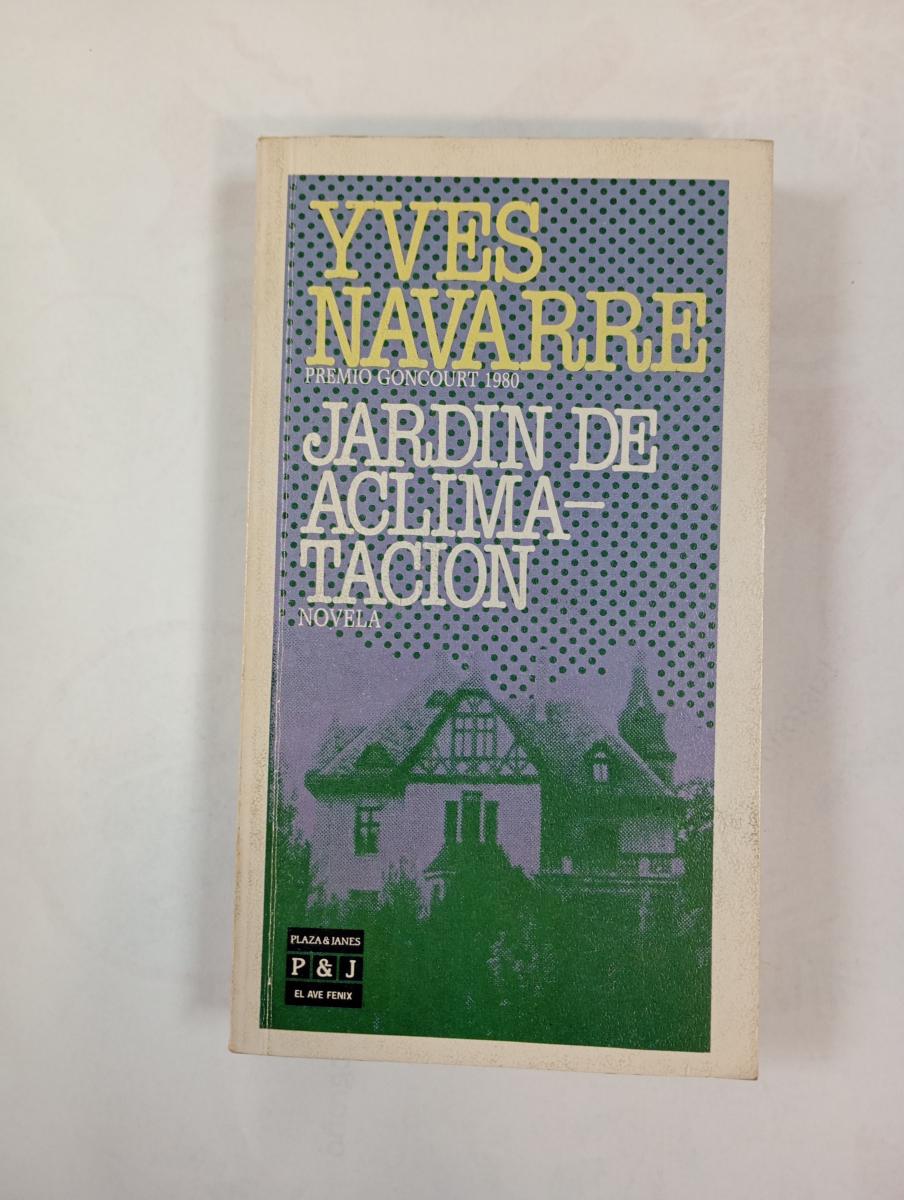 YVES
NAVARRE
PREMIO GONCOURT 1980
JARDIN DE
ACLIMA-
TACION
NOVELA
PLAZA & JANES
P & J
EL AVE FENIX